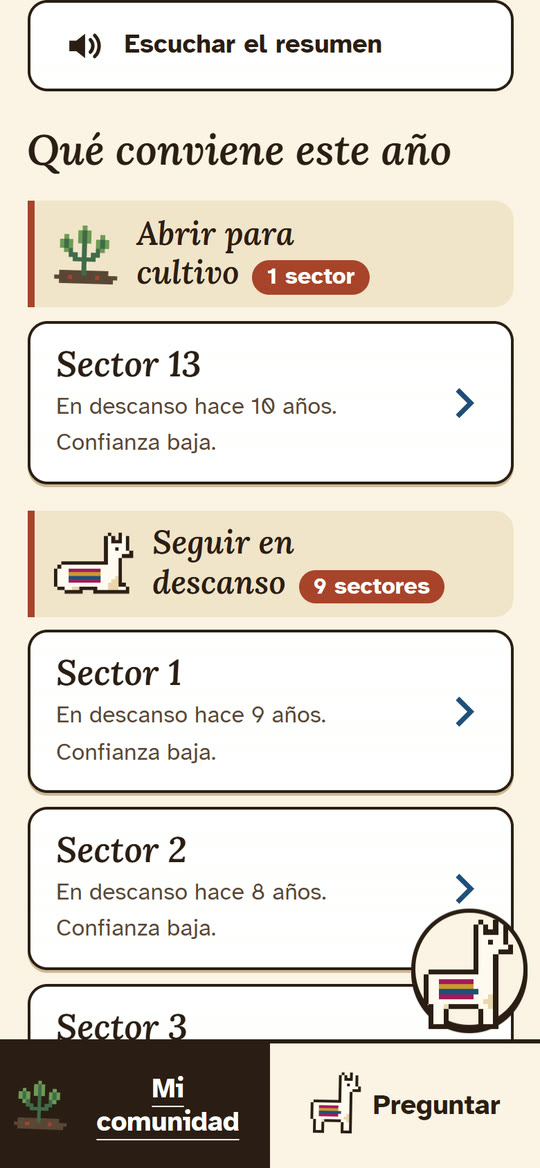 Escuchar el resumen
Qué conviene este año
Abrir para
cultivo 1 sector
Sector 13
En descanso hace 10 años.
Confianza baja.
Seguir en
descanso 9 sectores
Sector 1
En descanso hace 9 años.
Confianza baja.
Sector 2
En descanso hace 8 años.
Confianza baja.
Sector 3
Mi
comunidad
Preguntar